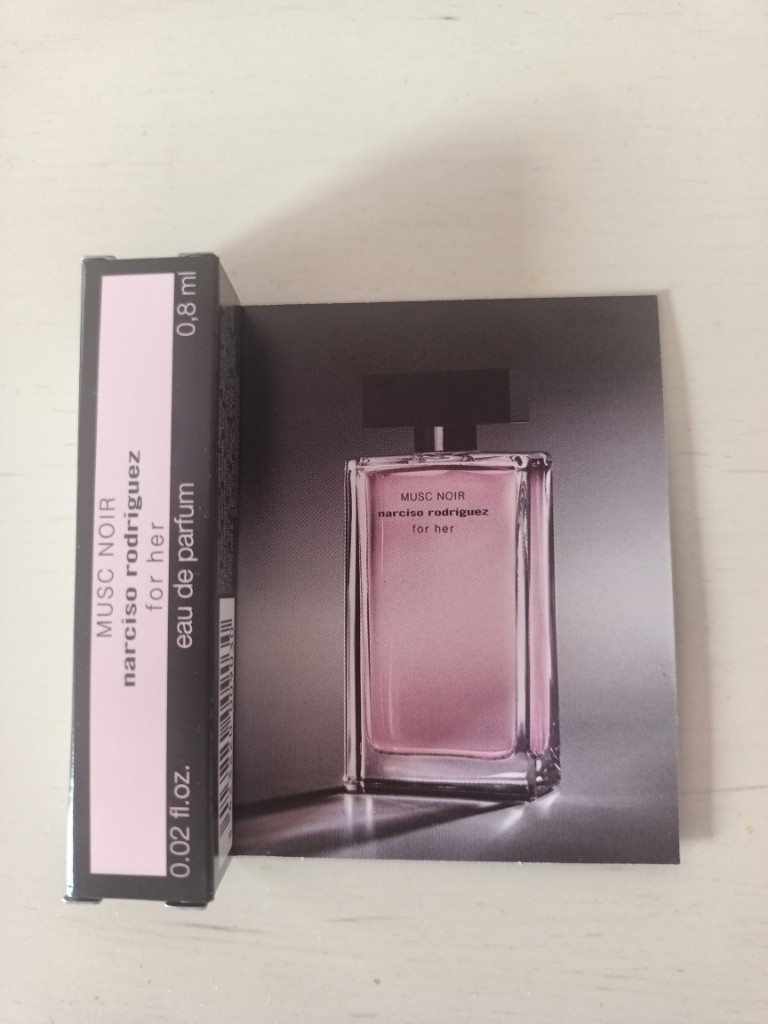 MUSC NOIR
narciso rodriguez
for her
0.02 fl.oz. eau de parfum 0,8 ml
MUSC NOIR
narciso rodriguez
for her